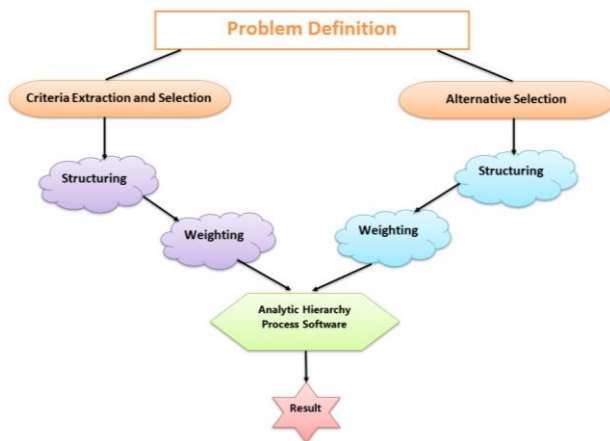 Problem Definition
Criteria Extraction and Selection
Alternative Selection
Structuring
Structuring
Weighting
Weighting
Analytic Hierarchy
Process Software
Result